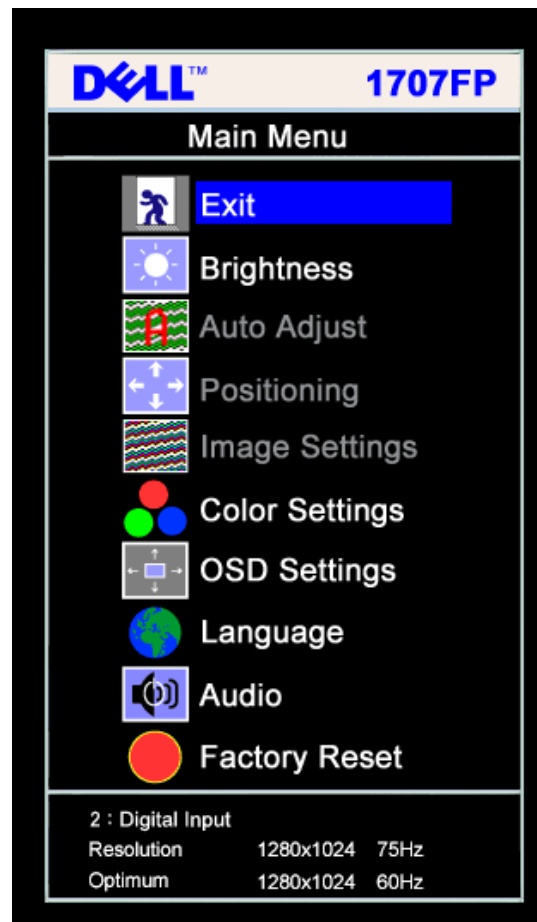 DELL™ 1707FP
Main Menu
Exit
Brightness
Auto Adjust
Positioning
Image Settings
Color Settings
OSD Settings
Language
Audio
Factory Reset
2 : Digital Input
Resolution 1280x1024 75Hz
Optimum 1280x1024 60Hz